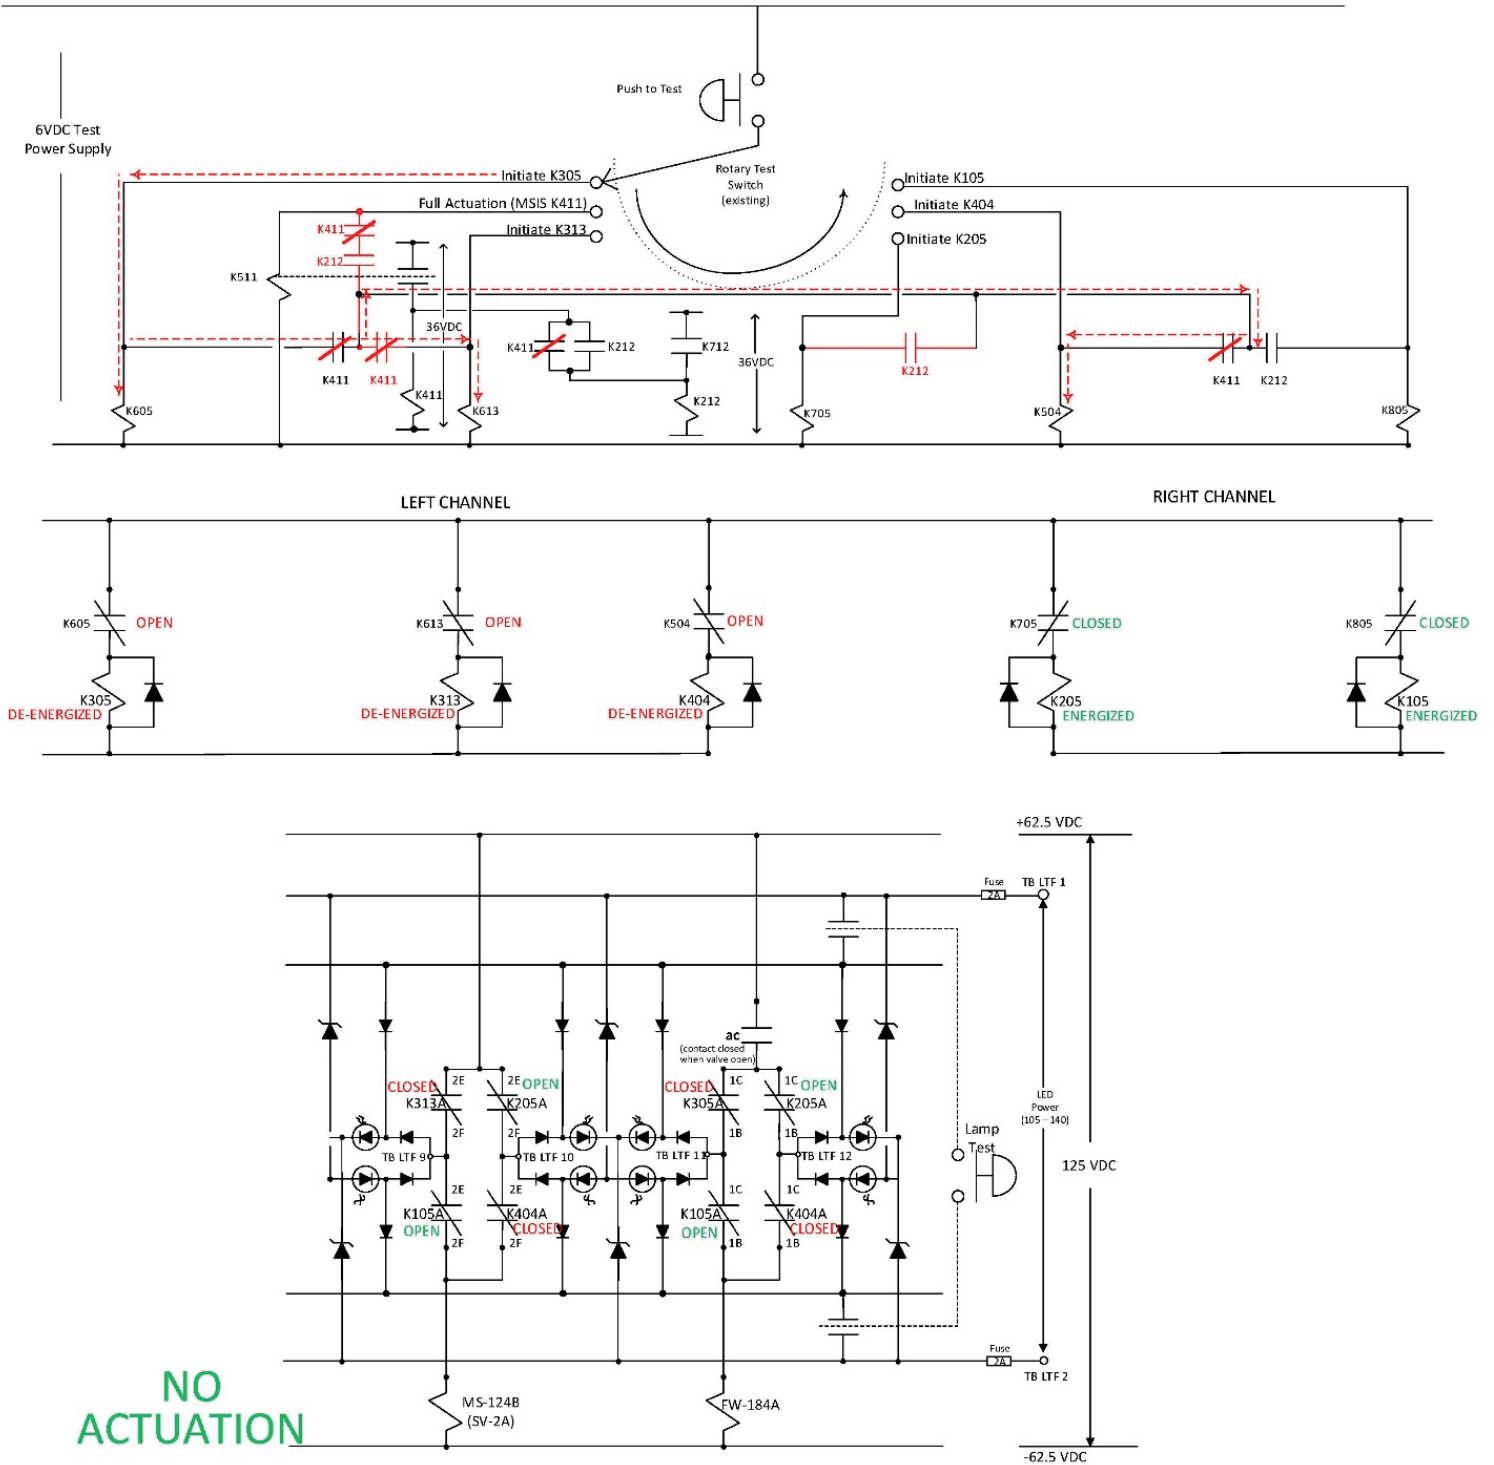 Push to Test
6VDC Test
Power Supply
Initiate K305
Rotary Test
Switch
(existing)
Initiate K105
Full Actuation (MSIS K411)
Initiate K404
K411
Initiate K313
Initiate K205
K212
K511
36VDC
K411
K212
K712
36VDC
K411
K411
K212
K411
K212
K411
K212
K605
K613
K705
K504
K805
LEFT CHANNEL
RIGHT CHANNEL
K605
OPEN
K613
OPEN
K504
OPEN
K705
CLOSED
K805
CLOSED
K305
DE-ENERGIZED
K313
DE-ENERGIZED
K404
DE-ENERGIZED
K205
ENERGIZED
K105
ENERGIZED
+62.5 VDC
Fuse
2A
TB LTF 1
ac
(contact closed
when valve open)
CLOSED
2E
2E
OPEN
CLOSED
1C
1C
OPEN
K313A
K205A
K305A
K205A
2F
2F
1B
1B
LED
Power
(105 – 140)
Lamp
Test
TB LTF 9
TB LTF 10
TB LTF 11
TB LTF 12
125 VDC
2E
2E
1C
1C
K105A
K404A
K105A
K404A
OPEN
CLOSED
OPEN
CLOSED
2F
2F
1B
1B
Fuse
2A
TB LTF 2
NO
ACTUATION
MS-124B
(SV-2A)
FW-184A
-62.5 VDC